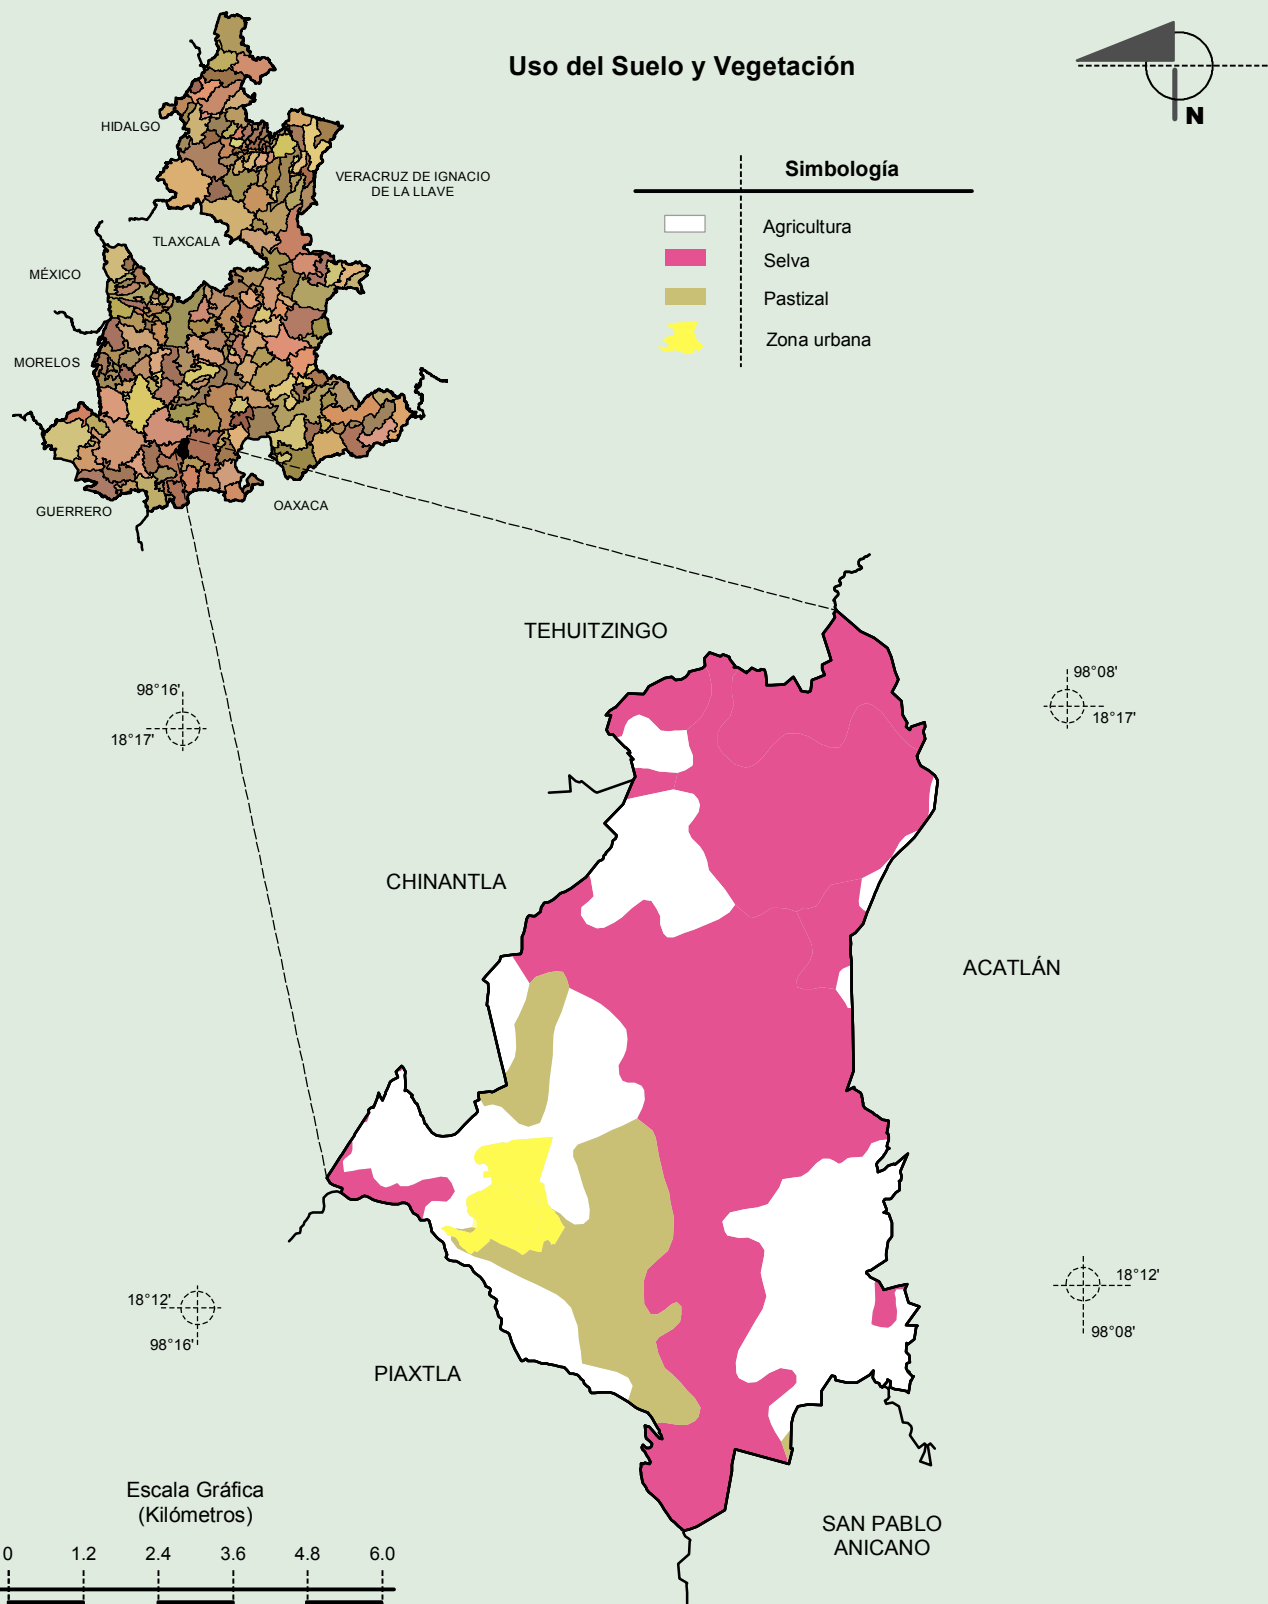 Uso del Suelo y Vegetación
N
HIDALGO
VERACRUZ DE IGNACIO
DE LA LLAVE
TLAXCALA
MÉXICO
MORELOS
GUERRERO
OAXACA
Simbología
Agricultura
Selva
Pastizal
Zona urbana
TEHUITZINGO
98°16'
18°17'
98°08'
18°17'
CHINANTLA
ACATLÁN
18°12'
98°16'
18°12'
98°08'
PIAXTLA
SAN PABLO
ANICANO
Escala Gráfica
(Kilómetros)
0 1.2 2.4 3.6 4.8 6.0